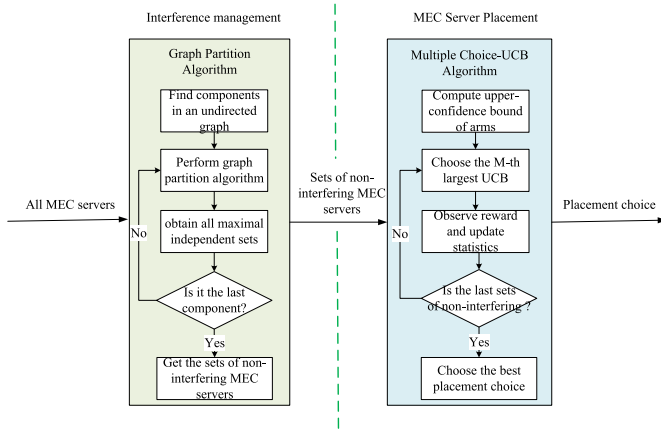 Interference management
MEC Server Placement
Graph Partition
Algorithm
Find components
in an undirected
graph
Perform graph
partition algorithm
obtain all maximal
independent sets
Is it the last
component?
No
Yes
Get the sets of non-
interfering MEC
servers
All MEC servers
Sets of non-
interfering MEC
servers
Multiple Choice-UCB
Algorithm
Compute upper-
confidence bound
of arms
Choose the M-th
largest UCB
Observe reward
and update
statistics
Is the last sets
of non-interfering ?
No
Yes
Choose the best
placement choice
Placement choice